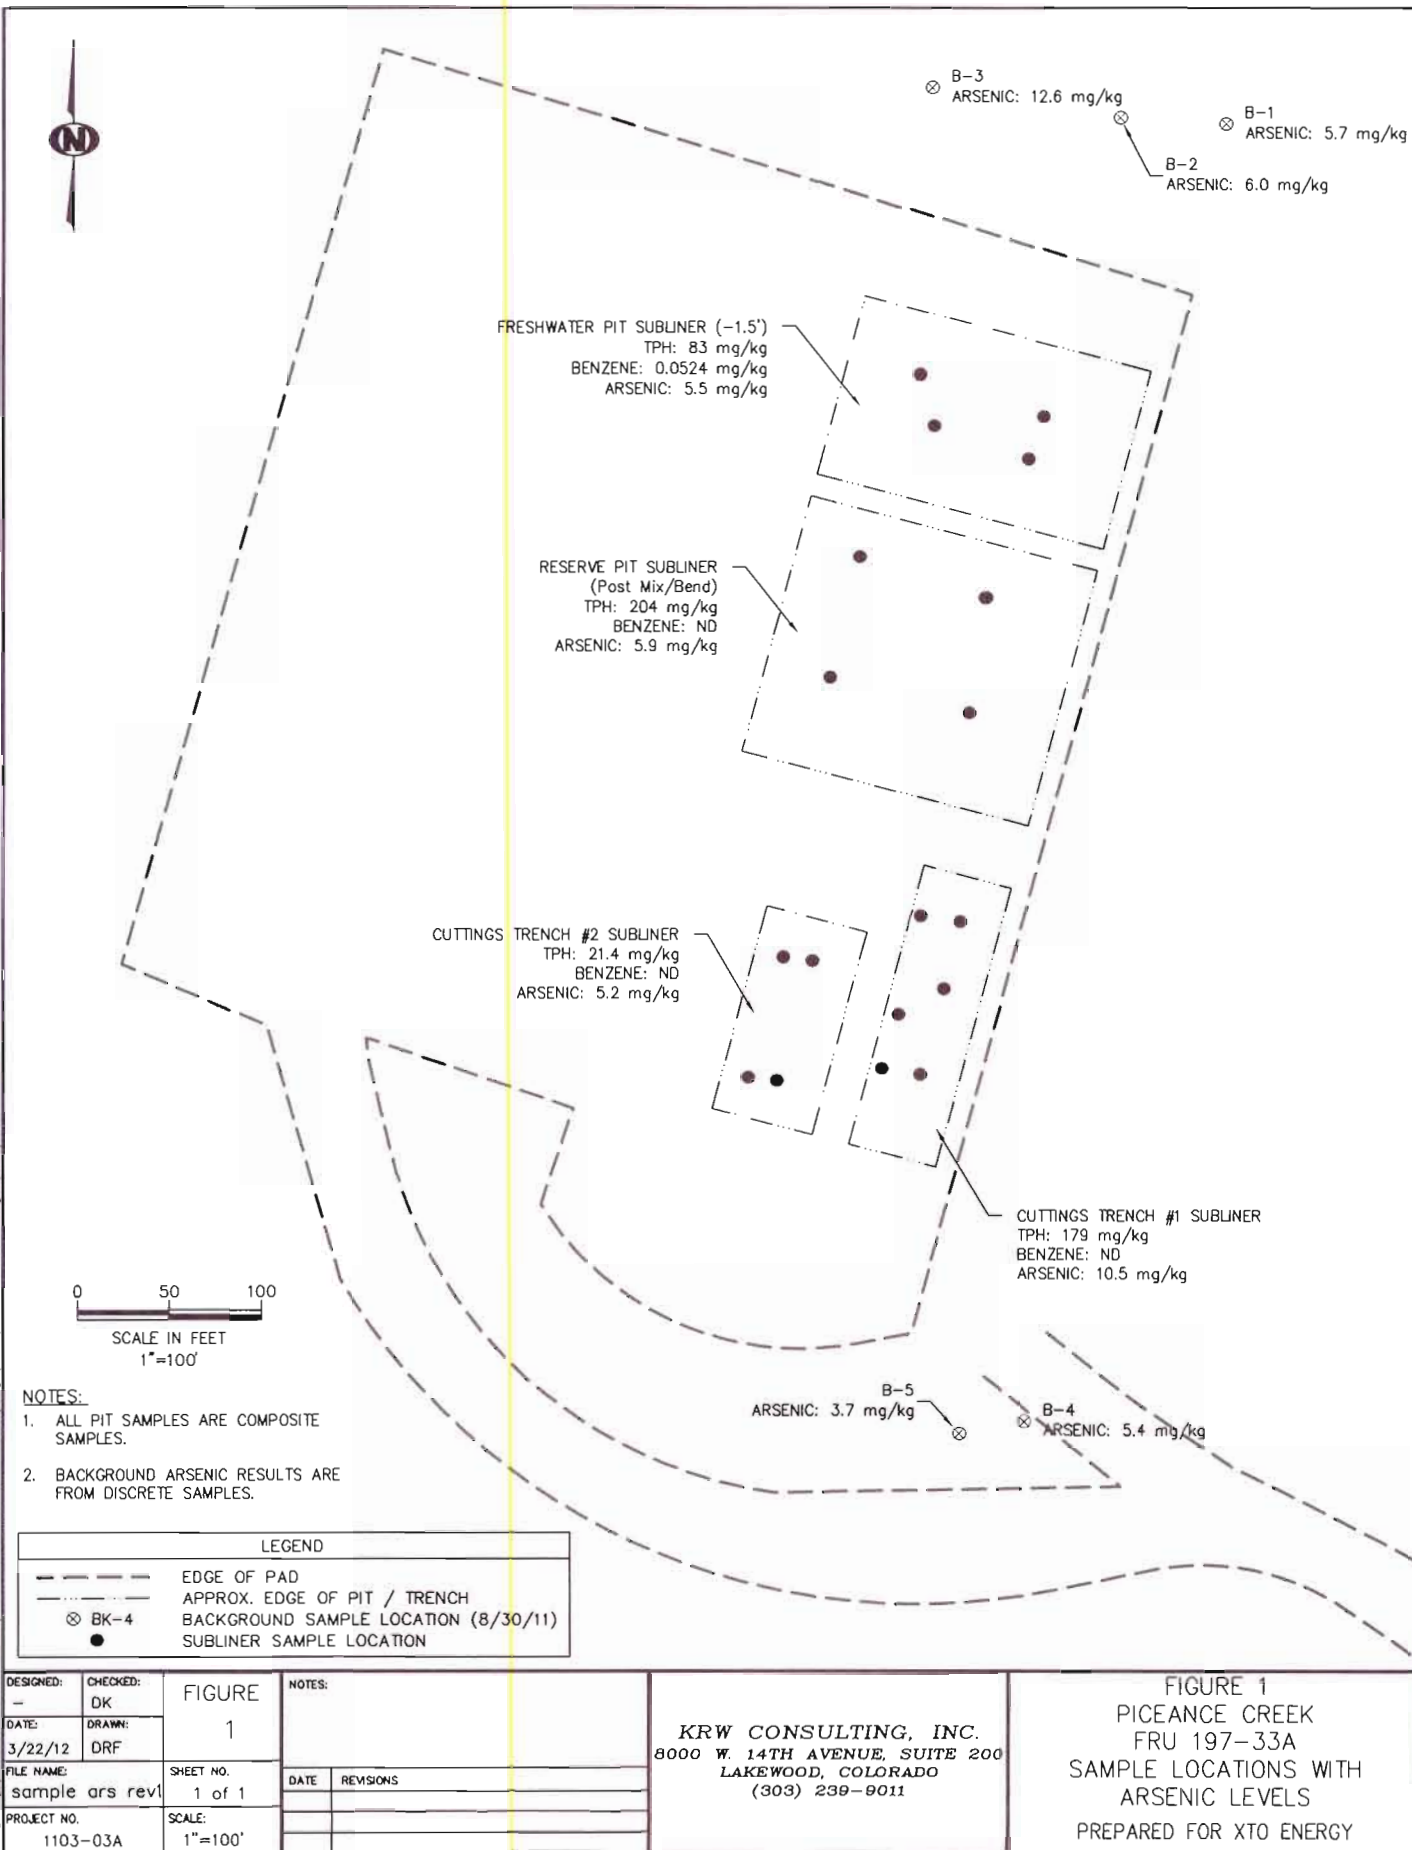 N
B-3
ARSENIC: 12.6 mg/kg
B-1
ARSENIC: 5.7 mg/kg
B-2
ARSENIC: 6.0 mg/kg
FRESHWATER PIT SUBLINER (-1.5')
TPH: 83 mg/kg
BENZENE: 0.0524 mg/kg
ARSENIC: 5.5 mg/kg
RESERVE PIT SUBLINER
(Post Mix/Bend)
TPH: 204 mg/kg
BENZENE: ND
ARSENIC: 5.9 mg/kg
CUTTINGS TRENCH #2 SUBLINER
TPH: 21.4 mg/kg
BENZENE: ND
ARSENIC: 5.2 mg/kg
CUTTINGS TRENCH #1 SUBLINER
TPH: 179 mg/kg
BENZENE: ND
ARSENIC: 10.5 mg/kg
0 50 100
SCALE IN FEET
1"=100'
B-5
ARSENIC: 3.7 mg/kg
B-4
ARSENIC: 5.4 mg/kg
NOTES:
1. ALL PIT SAMPLES ARE COMPOSITE
SAMPLES.
2. BACKGROUND ARSENIC RESULTS ARE
FROM DISCRETE SAMPLES.
LEGEND
EDGE OF PAD
APPROX. EDGE OF PIT / TRENCH
BK-4 BACKGROUND SAMPLE LOCATION (8/30/11)
SUBLINER SAMPLE LOCATION
DESIGNED:
-
CHECKED:
DK
DATE:
3/22/12
DRAWN:
DRF
FIGURE
1
FILE NAME:
sample ars rev1
SHEET NO.
1 of 1
PROJECT NO.
1103-03A
SCALE:
1"=100'
NOTES:
DATE REVISIONS
KRW CONSULTING, INC.
8000 W. 14TH AVENUE, SUITE 200
LAKEWOOD, COLORADO
(303) 239-9011
FIGURE 1
PICEANCE CREEK
FRU 197-33A
SAMPLE LOCATIONS WITH
ARSENIC LEVELS
PREPARED FOR XTO ENERGY